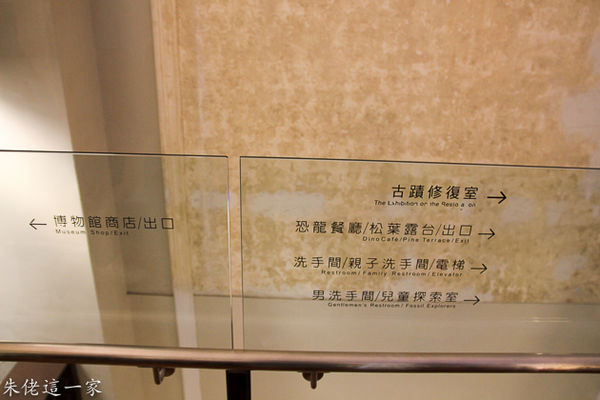 ← 博物館商店/出口
Museum Shop/Exit
古蹟修復室 →
The Exhibition on the Resto a on
恐龍餐廳/松葉露台/出口 →
DinoCafé/Pine Terrace/Exit
洗手間/親子洗手間/電梯 →
Restroom/Family Restroom/Elevator
男洗手間/兒童探索室 →
Gentlemen's Restroom/Fossil Explorers
朱佬這一家